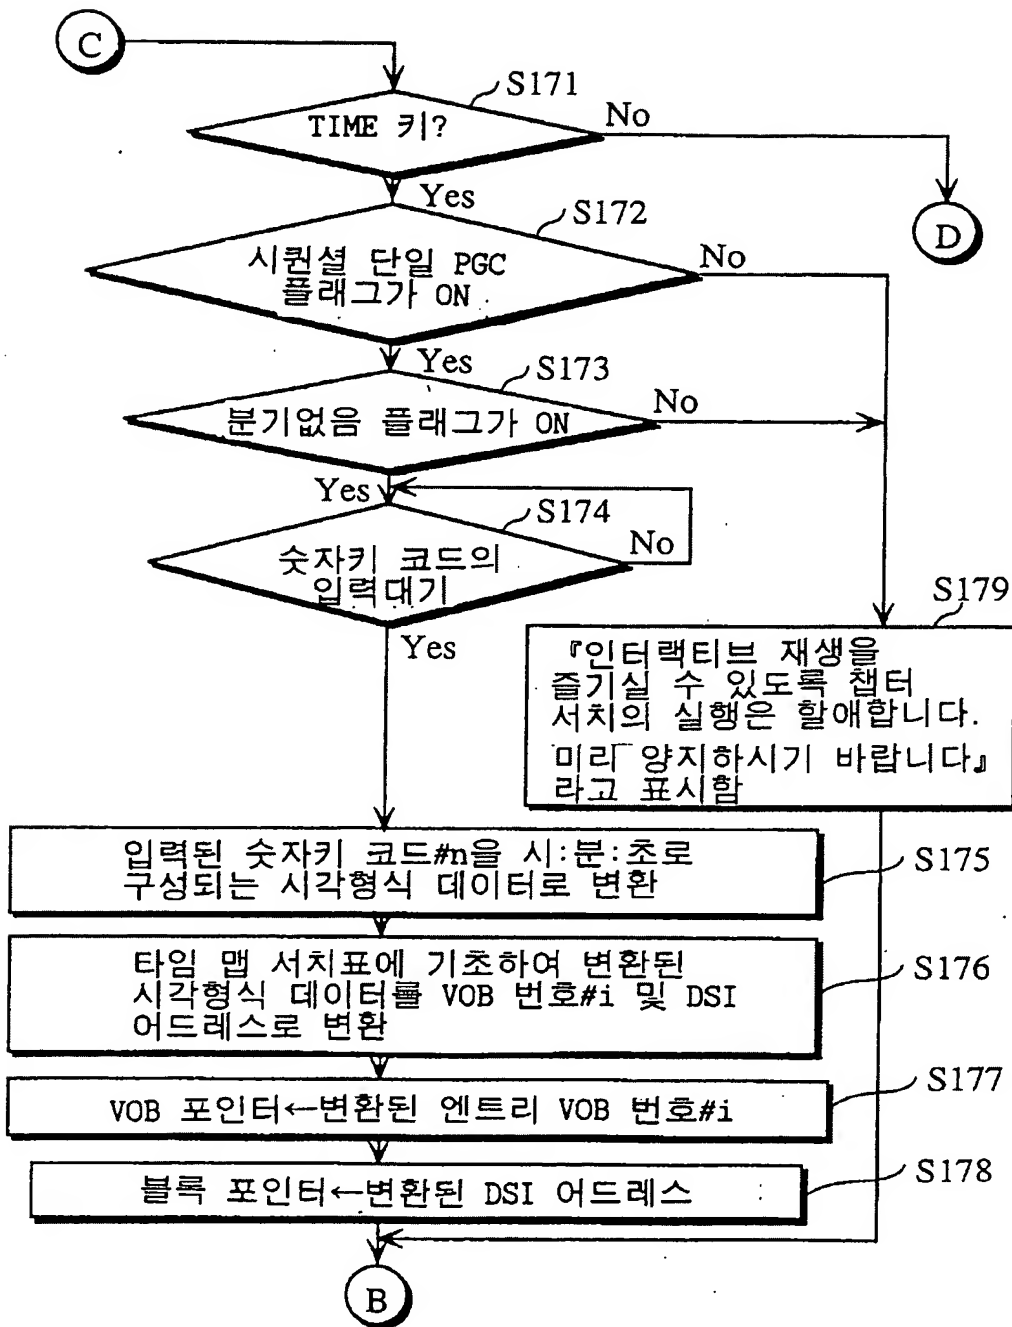 C
S171
TIME 키?
No
Yes
S172
D
시퀀셜 단일 PGC
플래그가 ON
No
Yes
S173
분기없음 플래그가 ON
No
Yes
S174
숫자키 코드의
입력대기
No
Yes
S179
『인터랙티브 재생을
즐기실 수 있도록 챕터
서치의 실행은 할애합니다.
미리 양지하시기 바랍니다』
라고 표시함
입력된 숫자키 코드#n을 시:분:초로
구성되는 시각형식 데이터로 변환
S175
타임 맵 서치표에 기초하여 변환된
시각형식 데이터를 VOB 번호#i 및 DSI
어드레스로 변환
S176
VOB 포인터←변환된 엔트리 VOB 번호#i
S177
블록 포인터←변환된 DSI 어드레스
S178
B